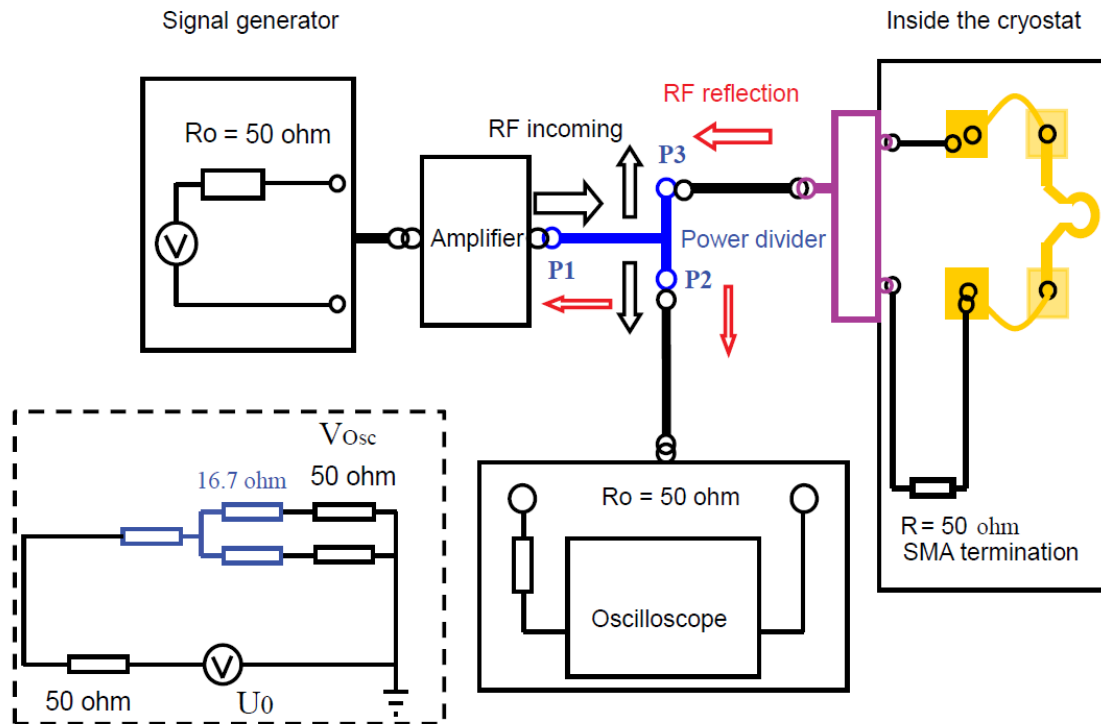 Signal generator
Inside the cryostat
Ro = 50 ohm
V
RF incoming
RF reflection
P3
Amplifier
P1
Power divider
P2
VOsc
16.7 ohm
50 ohm
50 ohm
V
U0
Ro = 50 ohm
Oscilloscope
R = 50 ohm
SMA termination